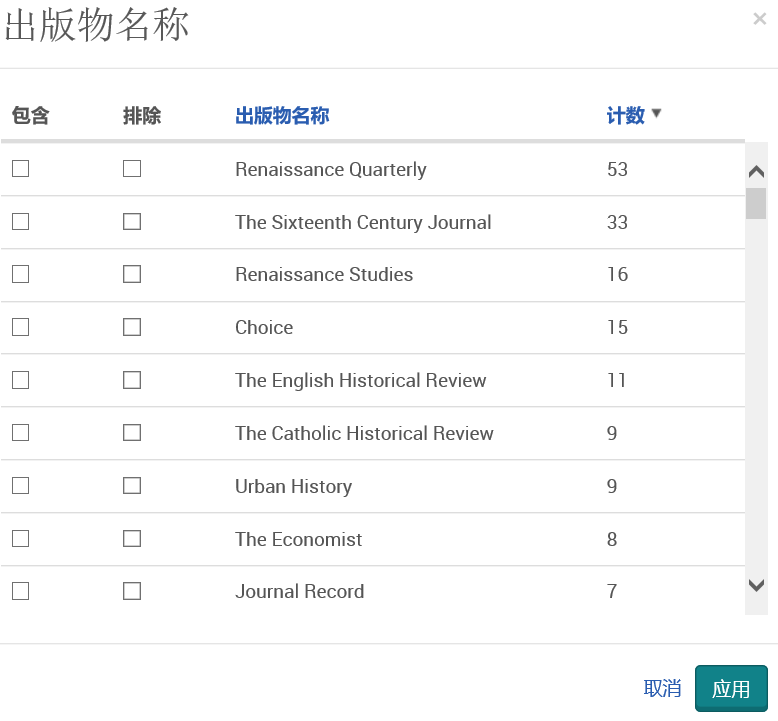 出版物名称 ×
包含 排除 出版物名称 计数 ▼
Renaissance Quarterly 53
The Sixteenth Century Journal 33
Renaissance Studies 16
Choice 15
The English Historical Review 11
The Catholic Historical Review 9
Urban History 9
The Economist 8
Journal Record 7
取消 应用